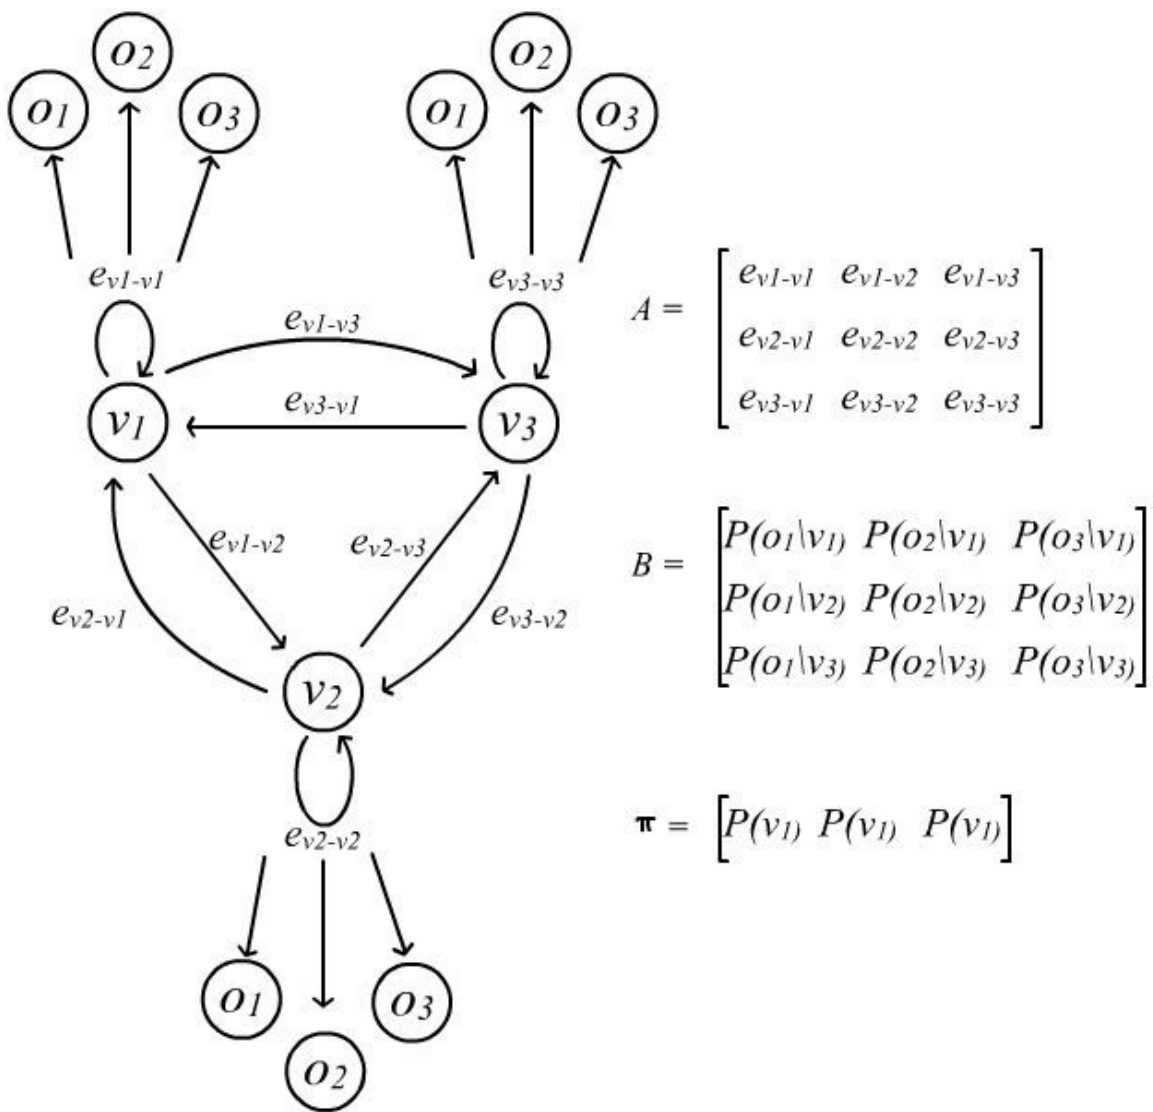 o2 o2
o1 o3 o1 o3
ev1-v1 ev3-v3
ev1-v3
ev3-v1
v1 v3
ev1-v2 ev2-v3
ev2-v1 ev3-v2
v2
ev2-v2
o1 o3
o2
A = [ ev1-v1 ev1-v2 ev1-v3
ev2-v1 ev2-v2 ev2-v3
ev3-v1 ev3-v2 ev3-v3 ]
B = [ P(o1\v1) P(o2\v1) P(o3\v1)
P(o1\v2) P(o2\v2) P(o3\v2)
P(o1\v3) P(o2\v3) P(o3\v3) ]
π = [ P(v1) P(v1) P(v1) ]